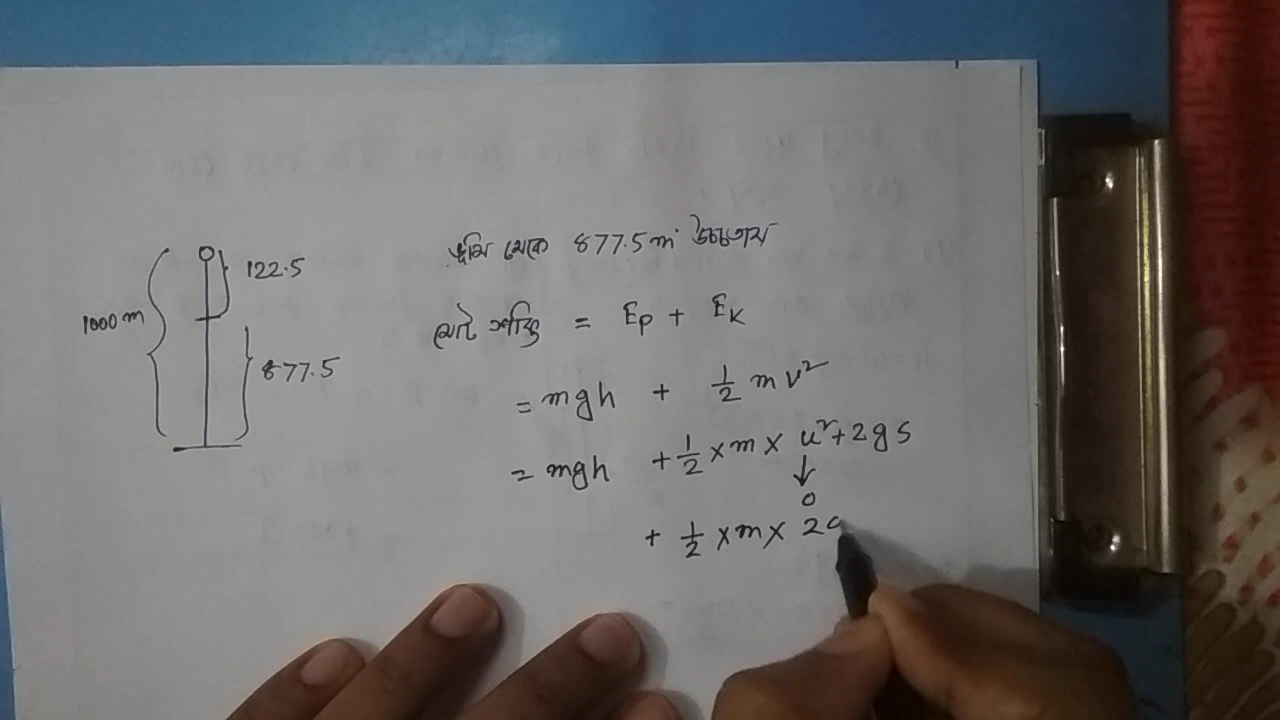 ভূমি থেকে 877.5 m উচ্চতায়
1000 m
122.5
877.5
মোট শক্তি = Ep + Ek
= mgh + 1/2 mv²
= mgh + 1/2 × m × u² + 2gs
↓
0
+ 1/2 × m × 2g